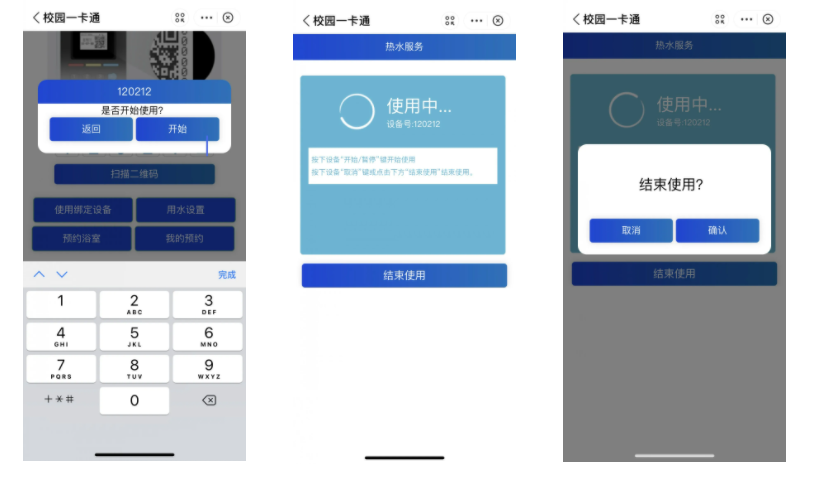 校园一卡通
120212
是否开始使用?
返回
开始
扫描二维码
使用绑定设备
用水设置
预约浴室
我的预约
完成
1
2
ABC
3
DEF
4
GHI
5
JKL
6
MNO
7
PQRS
8
TUV
9
WXYZ
+*#
0
校园一卡通
热水服务
使用中...
设备号:120212
按下设备“开始/暂停”键开始使用
按下设备“取消”键或点击下方“结束使用”结束使用。
结束使用
校园一卡通
热水服务
使用中...
设备号:120212
结束使用?
取消
确认
结束使用